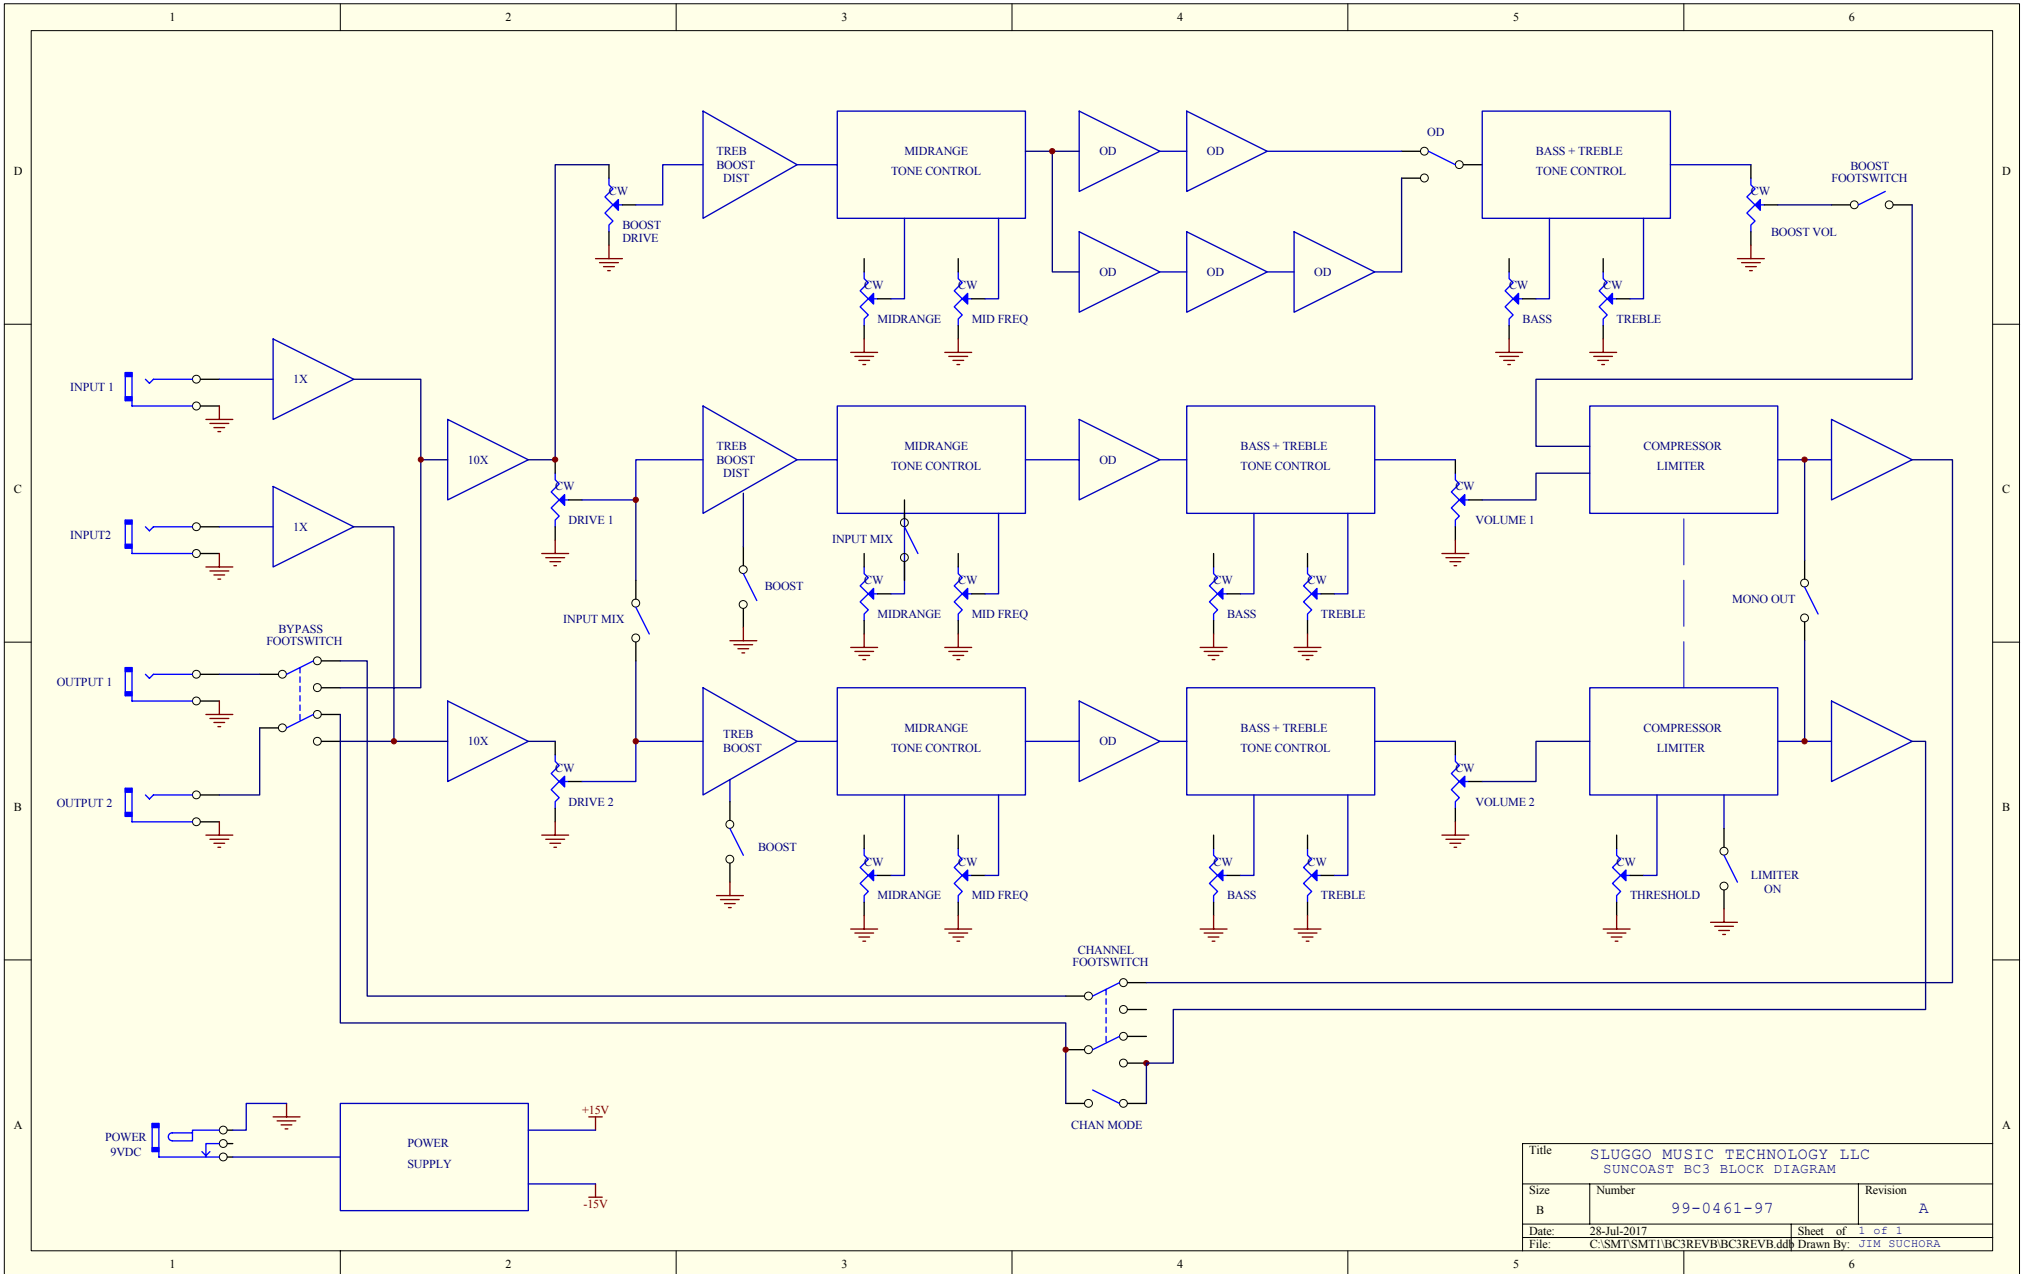 1 2 3 4 5 6
D D
TREB
BOOST
DIST
MIDRANGE
TONE CONTROL
OD
OD
OD
BASS + TREBLE
TONE CONTROL
BOOST
FOOTSWITCH
CW
BOOST
DRIVE
CW
BOOST VOL
OD
OD
OD
CW
MIDRANGE
CW
MID FREQ
CW
BASS
CW
TREBLE
INPUT 1
1X
C C
10X
TREB
BOOST
DIST
MIDRANGE
TONE CONTROL
OD
BASS + TREBLE
TONE CONTROL
COMPRESSOR
LIMITER
CW
DRIVE 1
CW
VOLUME 1
INPUT2
1X
INPUT MIX
BOOST
CW
MIDRANGE
CW
MID FREQ
CW
BASS
CW
TREBLE
MONO OUT
INPUT MIX
BYPASS
FOOTSWITCH
OUTPUT 1
10X
TREB
BOOST
MIDRANGE
TONE CONTROL
OD
BASS + TREBLE
TONE CONTROL
COMPRESSOR
LIMITER
CW
DRIVE 2
CW
VOLUME 2
OUTPUT 2
B B
BOOST
CW
MIDRANGE
CW
MID FREQ
CW
BASS
CW
TREBLE
CW
THRESHOLD
LIMITER
ON
CHANNEL
FOOTSWITCH
CHAN MODE
A A
POWER
9VDC
POWER
SUPPLY
+15V
-15V
Title
SLUGGO MUSIC TECHNOLOGY LLC
SUNCOAST BC3 BLOCK DIAGRAM
Size
B
Number
99-0461-97
Revision
A
Date: 28-Jul-2017 Sheet of 1 of 1
File: C:\SMT\SMT1\BC3REVB\BC3REVB.ddb Drawn By: JIM SUCHORA
1 2 3 4 5 6